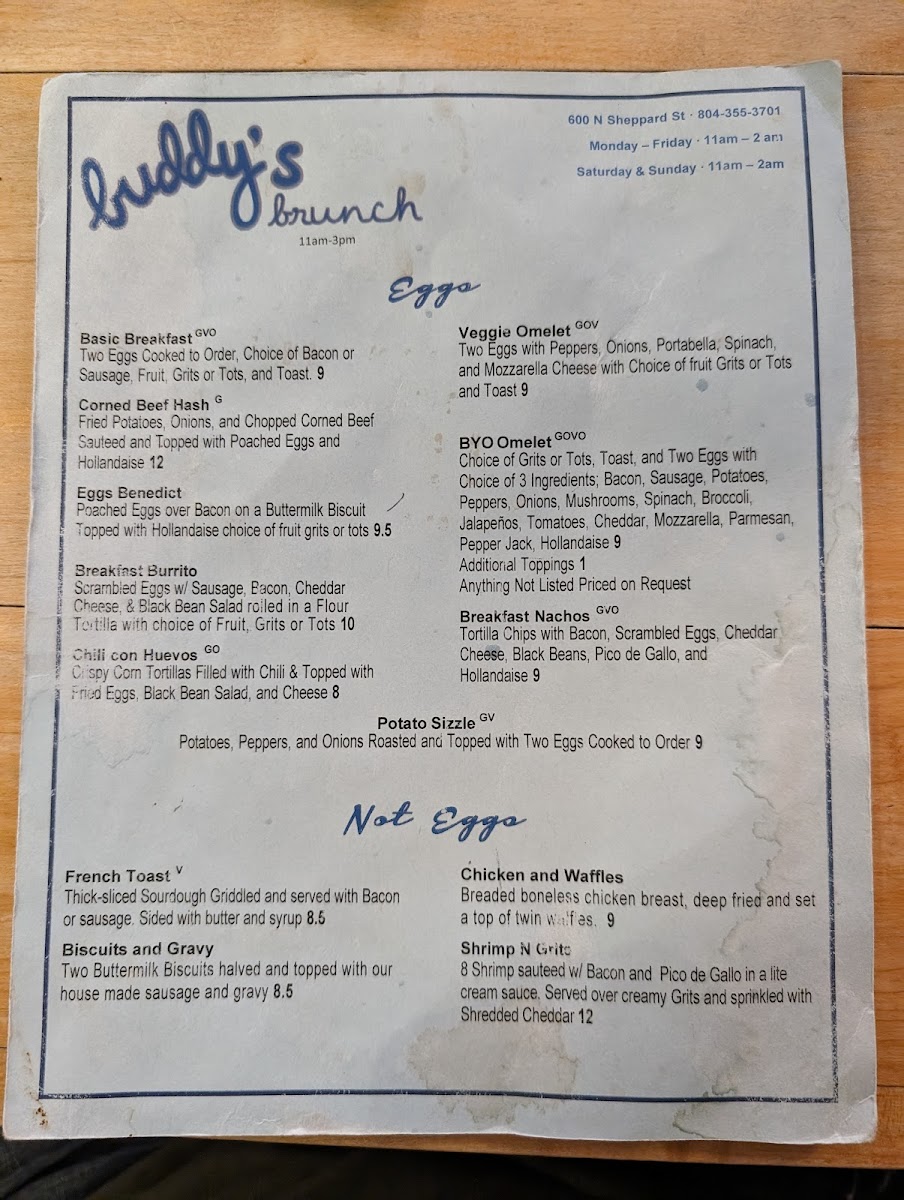 buddy's
brunch
11am-3pm
600 N Sheppard St · 804-355-3701
Monday – Friday · 11am – 2 am
Saturday & Sunday · 11am – 2am
Eggs
Basic Breakfast GVO
Two Eggs Cooked to Order, Choice of Bacon or
Sausage, Fruit, Grits or Tots, and Toast. 9
Corned Beef Hash G
Fried Potatoes, Onions, and Chopped Corned Beef
Sauteed and Topped with Poached Eggs and
Hollandaise 12
Eggs Benedict
Poached Eggs over Bacon on a Buttermilk Biscuit
Topped with Hollandaise choice of fruit grits or tots 9.5
Breakfast Burrito
Scrambled Eggs w/ Sausage, Bacon, Cheddar
Cheese, & Black Bean Salad rolled in a Flour
Tortilla with choice of Fruit, Grits or Tots 10
Chili con Huevos GO
Crispy Corn Tortillas Filled with Chili & Topped with
Fried Eggs, Black Bean Salad, and Cheese 8
Veggie Omelet GOV
Two Eggs with Peppers, Onions, Portabella, Spinach,
and Mozzarella Cheese with Choice of fruit Grits or Tots
and Toast 9
BYO Omelet GOVO
Choice of Grits or Tots, Toast, and Two Eggs with
Choice of 3 Ingredients; Bacon, Sausage, Potatoes,
Peppers, Onions, Mushrooms, Spinach, Broccoli,
Jalapeños, Tomatoes, Cheddar, Mozzarella, Parmesan,
Pepper Jack, Hollandaise 9
Additional Toppings 1
Anything Not Listed Priced on Request
Breakfast Nachos GVO
Tortilla Chips with Bacon, Scrambled Eggs, Cheddar
Cheese, Black Beans, Pico de Gallo, and
Hollandaise 9
Potato Sizzle GV
Potatoes, Peppers, and Onions Roasted and Topped with Two Eggs Cooked to Order 9
Not Eggs
French Toast V
Thick-sliced Sourdough Griddled and served with Bacon
or sausage. Sided with butter and syrup 8.5
Biscuits and Gravy
Two Buttermilk Biscuits halved and topped with our
house made sausage and gravy 8.5
Chicken and Waffles
Breaded boneless chicken breast, deep fried and set
a top of twin waffles. 9
Shrimp N Grits
8 Shrimp sauteed w/ Bacon and Pico de Gallo in a lite
cream sauce. Served over creamy Grits and sprinkled with
Shredded Cheddar 12